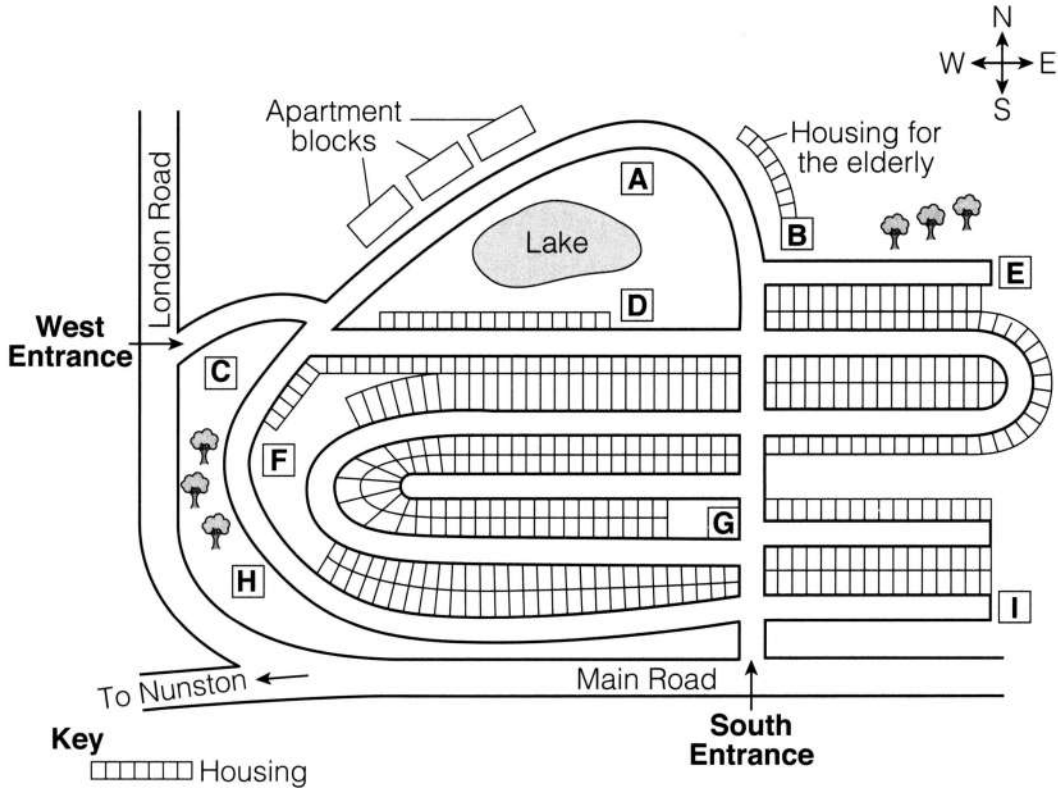 N
W E
S
Apartment
blocks
Housing for
the elderly
A
B
London Road
Lake
E
D
West
Entrance
C
F
G
H
I
To Nunston
Main Road
South
Entrance
Key
Housing